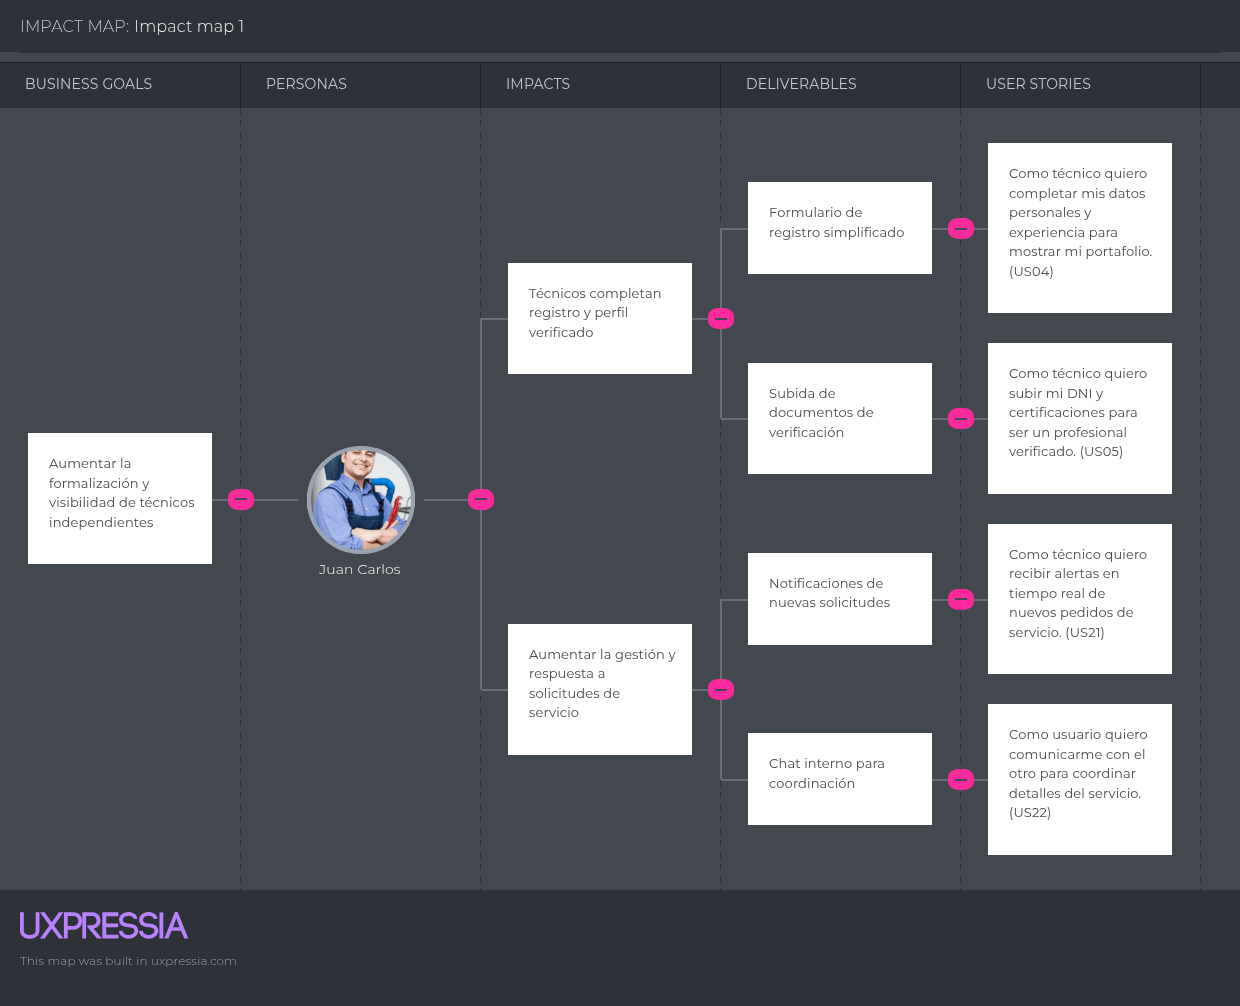 IMPACT MAP: Impact map 1
BUSINESS GOALS
PERSONAS
IMPACTS
DELIVERABLES
USER STORIES
Aumentar la
formalización y
visibilidad de técnicos
independientes
Juan Carlos
Técnicos completan
registro y perfil
verificado
Aumentar la gestión y
respuesta a
solicitudes de
servicio
Formulario de
registro simplificado
Subida de
documentos de
verificación
Notificaciones de
nuevas solicitudes
Chat interno para
coordinación
Como técnico quiero
completar mis datos
personales y
experiencia para
mostrar mi portafolio.
(US04)
Como técnico quiero
subir mi DNI y
certificaciones para
ser un profesional
verificado. (US05)
Como técnico quiero
recibir alertas en
tiempo real de
nuevos pedidos de
servicio. (US21)
Como usuario quiero
comunicarme con el
otro para coordinar
detalles del servicio.
(US22)
UXPRESSIA
This map was built in uxpressia.com